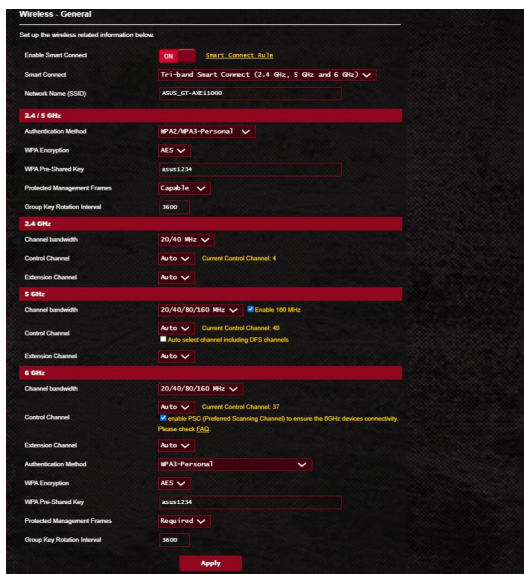 Wireless - General
Set up the wireless related information below.
Enable Smart Connect ON Smart Connect Rule
Smart Connect Tri-band Smart Connect (2.4 GHz, 5 GHz and 6 GHz)
Network Name (SSID) ASUS_GT-AXE11000
2.4 / 5 GHz
Authentication Method WPA2/WPA3-Personal
WPA Encryption AES
WPA Pre-Shared Key asus1234
Protected Management Frames Capable
Group Key Rotation Interval 3600
2.4 GHz
Channel bandwidth 20/40 MHz
Control Channel Auto Current Control Channel: 4
Extension Channel Auto
5 GHz
Channel bandwidth 20/40/80/160 MHz Enable 160 MHz
Control Channel Auto Current Control Channel: 40
Auto select channel including DFS channels
Extension Channel Auto
6 GHz
Channel bandwidth 20/40/80/160 MHz
Control Channel Auto Current Control Channel: 37
enable PSC (Preferred Scanning Channel) to ensure the 6GHz devices connectivity.
Please check FAQ.
Extension Channel Auto
Authentication Method WPA3-Personal
WPA Encryption AES
WPA Pre-Shared Key asus1234
Protected Management Frames Required
Group Key Rotation Interval 3600
Apply